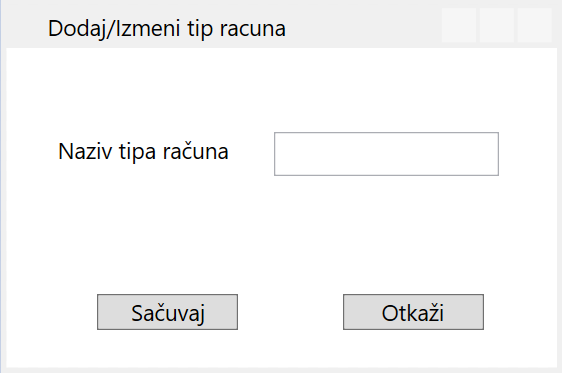 Dodaj/Izmeni tip racuna
Naziv tipa računa
Sačuvaj
Otkaži